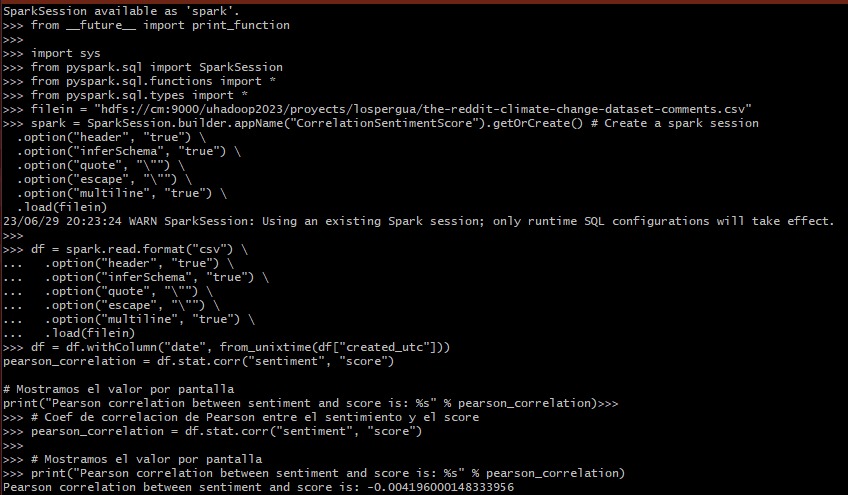 SparkSession available as 'spark'.
>>> from __future__ import print_function
>>>
>>> import sys
>>> from pyspark.sql import SparkSession
>>> from pyspark.sql.functions import *
>>> from pyspark.sql.types import *
>>> filein = "hdfs://cm:9000/uhadoop2023/proyects/lospergua/the-reddit-climate-change-dataset-comments.csv"
>>> spark = SparkSession.builder.appName("CorrelationSentimentScore").getOrCreate() # Create a spark session
  .option("header", "true") \
  .option("inferSchema", "true") \
  .option("quote", "\"") \
  .option("escape", "\"") \
  .option("multiline", "true") \
  .load(filein)
23/06/29 20:23:24 WARN SparkSession: Using an existing Spark session; only runtime SQL configurations will take effect.
>>>
>>> df = spark.read.format("csv") \
...   .option("header", "true") \
...   .option("inferSchema", "true") \
...   .option("quote", "\"") \
...   .option("escape", "\"") \
...   .option("multiline", "true") \
...   .load(filein)
>>> df = df.withColumn("date", from_unixtime(df["created_utc"]))
pearson_correlation = df.stat.corr("sentiment", "score")

# Mostramos el valor por pantalla
print("Pearson correlation between sentiment and score is: %s" % pearson_correlation)>>>
>>> # Coef de correlacion de Pearson entre el sentimiento y el score
>>> pearson_correlation = df.stat.corr("sentiment", "score")
>>>
>>> # Mostramos el valor por pantalla
>>> print("Pearson correlation between sentiment and score is: %s" % pearson_correlation)
Pearson correlation between sentiment and score is: -0.004196000148333956